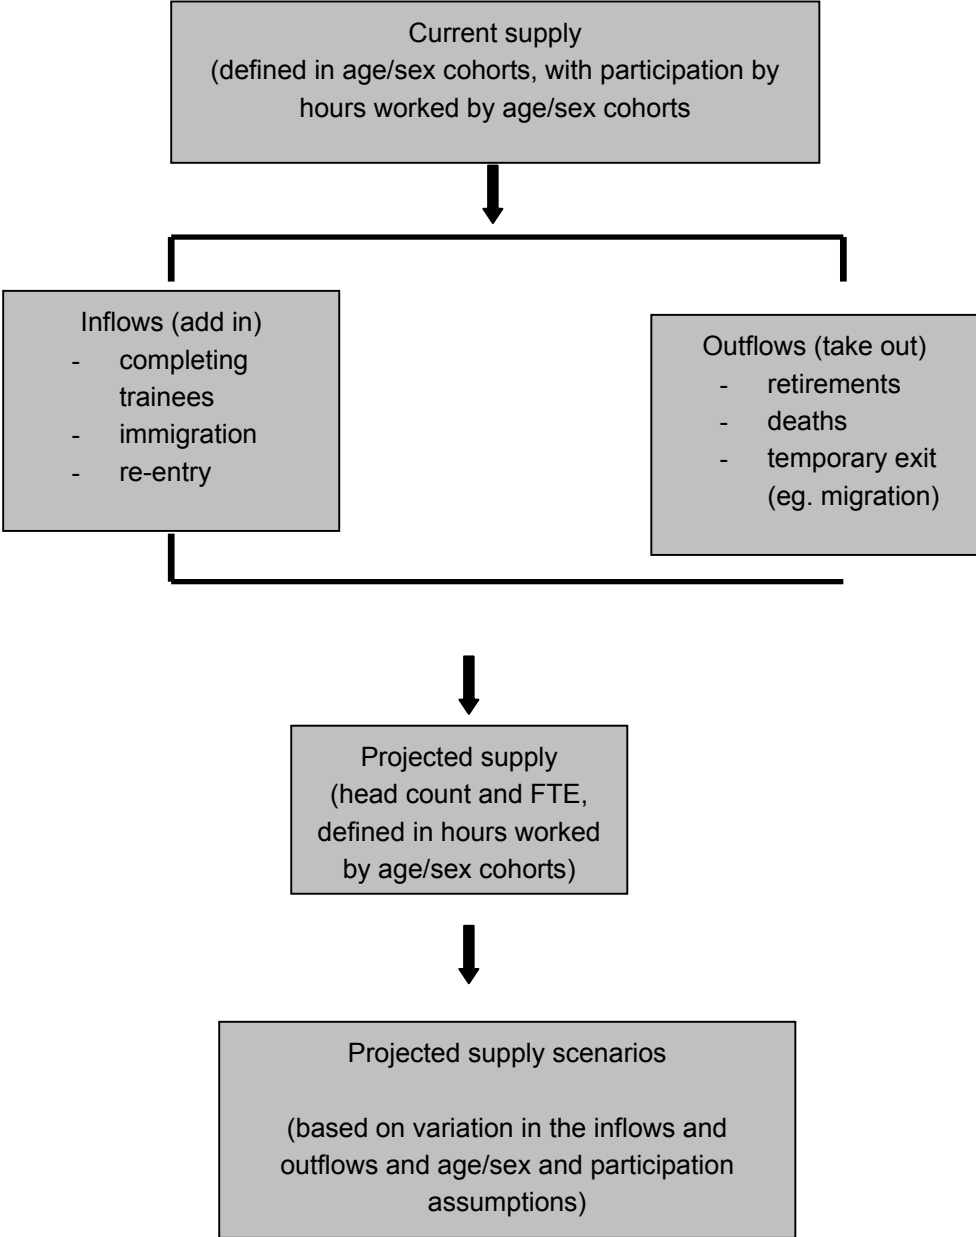 Current supply
(defined in age/sex cohorts, with participation by
hours worked by age/sex cohorts
Inflows (add in)
- completing
trainees
- immigration
- re-entry
Outflows (take out)
- retirements
- deaths
- temporary exit
(eg. migration)
Projected supply
(head count and FTE,
defined in hours worked
by age/sex cohorts)
Projected supply scenarios
(based on variation in the inflows and
outflows and age/sex and participation
assumptions)